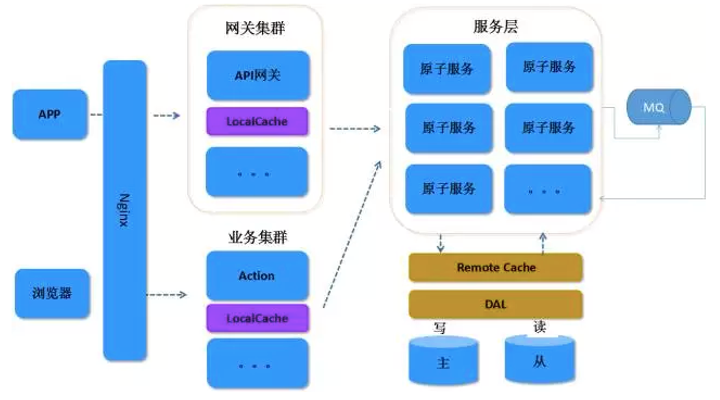 APP
浏览器
Nginx
网关集群
API网关
LocalCache
。。。
业务集群
Action
LocalCache
。。。
服务层
原子服务
原子服务
原子服务
原子服务
原子服务
。。。
MQ
Remote Cache
DAL
写
读
主
从